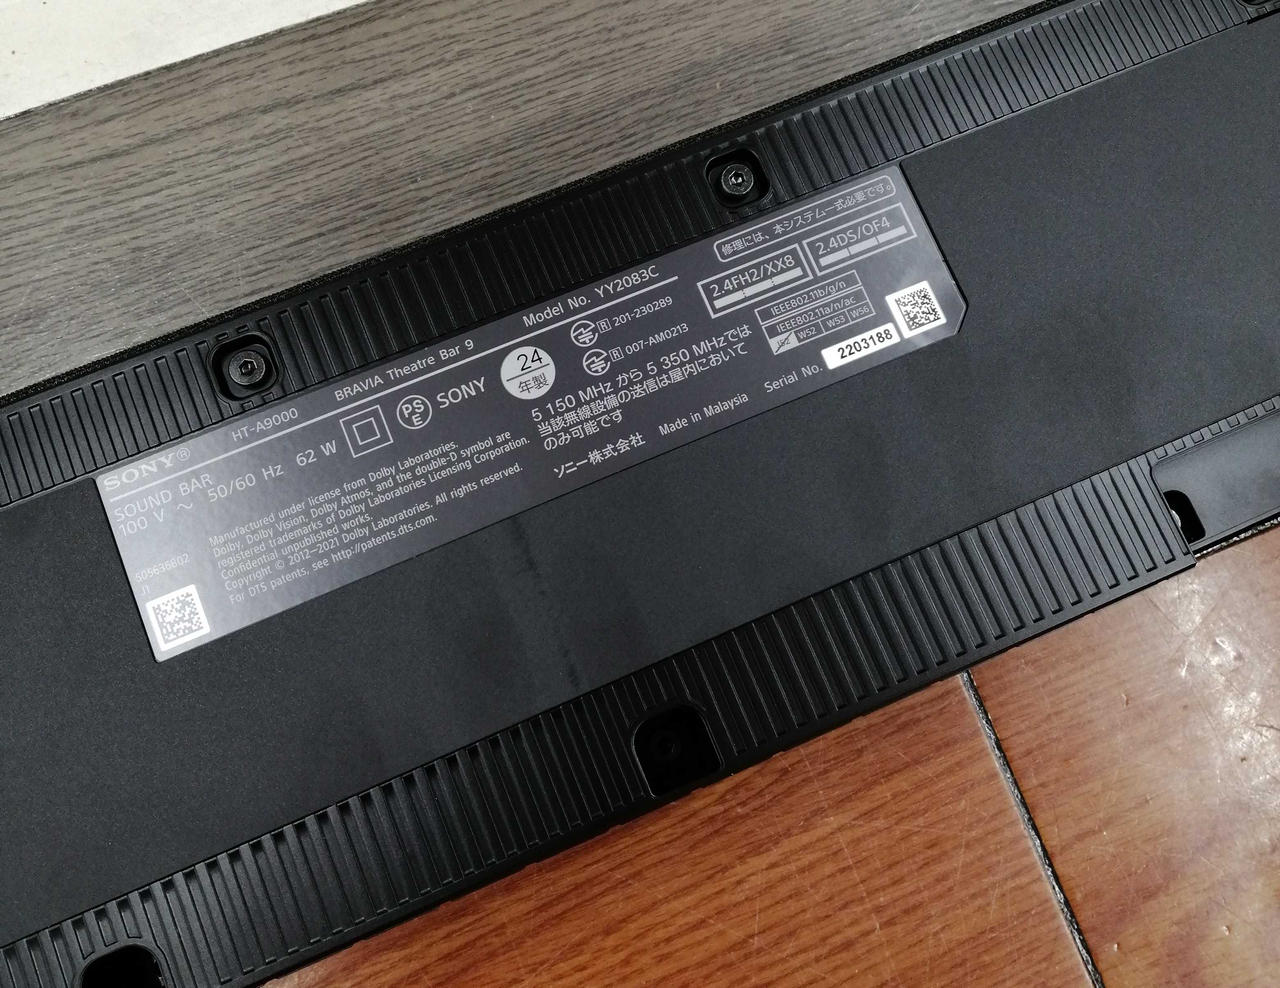 SONY®
HT-A9000 BRAVIA Theatre Bar 9 Model No. YY2083C
SOUND BAR
100 V ~ 50/60 Hz 62 W
PS
E
SONY
24
年製
R 201-230289
R 007-AM0213
5 150 MHz から 5 350 MHzでは
当該無線設備の送信は屋内において
のみ可能です
ソニー株式会社 Made in Malaysia Serial No. 2203188
修理には、本システム一式必要です。
2.4FH2/XX8
2.4DS/OF4
IEEE802.11b/g/n
IEEE802.11a/n/ac
J52 W52 W53 W56
Manufactured under license from Dolby Laboratories.
Dolby, Dolby Vision, Dolby Atmos, and the double-D symbol are
registered trademarks of Dolby Laboratories Licensing Corporation.
Confidential unpublished works.
Copyright © 2012–2021 Dolby Laboratories. All rights reserved.
For DTS patents, see http://patents.dts.com.
505636602
J1